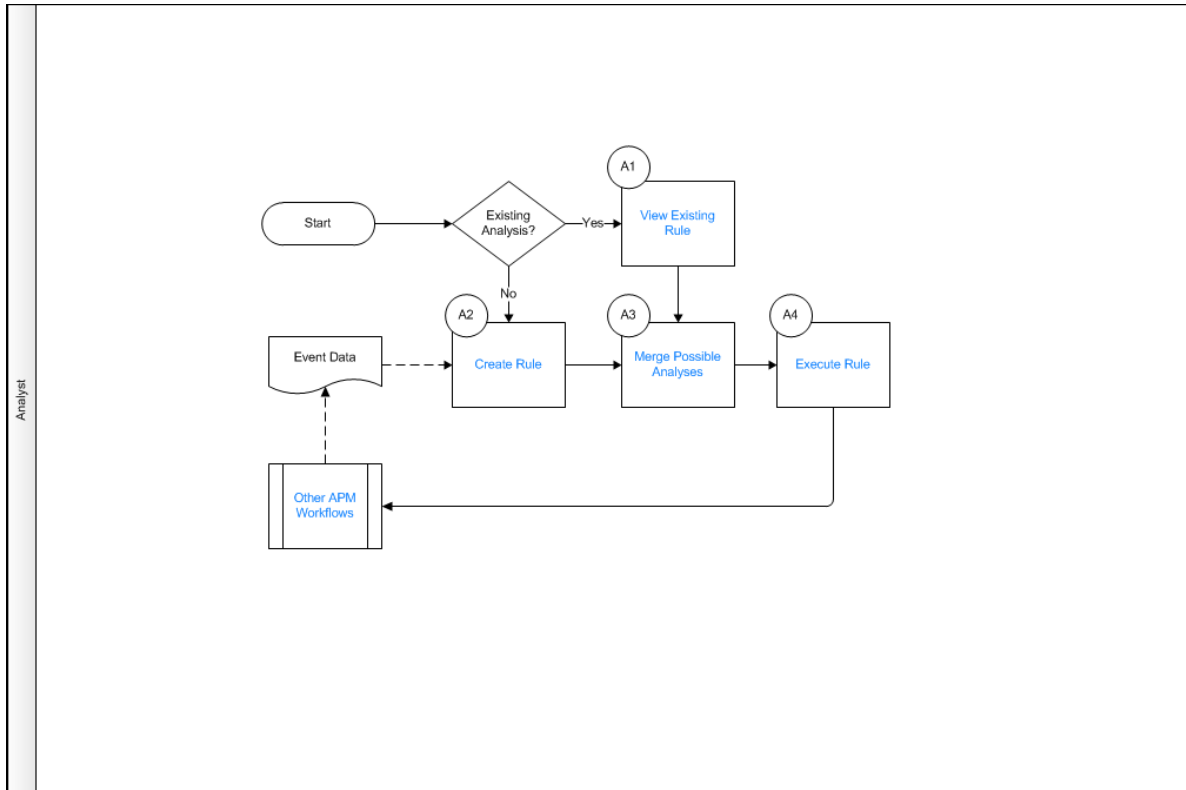 Analyst
A1
Start
Existing
Analysis?
Yes
View Existing
Rule
No
A2
A3
A4
Event Data
Create Rule
Merge Possible
Analyses
Execute Rule
Other APM
Workflows